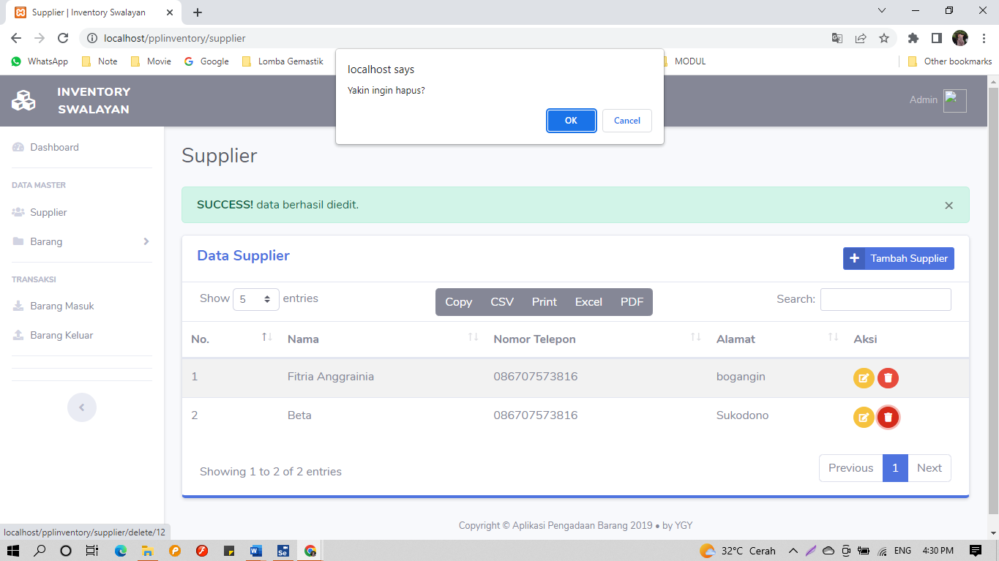 Supplier | Inventory Swalayan
localhost/pplinventory/supplier
WhatsApp Note Movie Google Lomba Gemastik MODUL Other bookmarks
localhost says
Yakin ingin hapus?
OK Cancel
INVENTORY
SWALAYAN
Admin
Dashboard
DATA MASTER
Supplier
Barang
TRANSAKSI
Barang Masuk
Barang Keluar
Supplier
SUCCESS! data berhasil diedit.
Data Supplier
Tambah Supplier
Show 5 entries
Copy CSV Print Excel PDF
Search:
No. Nama Nomor Telepon Alamat Aksi
1 Fitria Anggrainia 086707573816 bogangin
2 Beta 086707573816 Sukodono
Showing 1 to 2 of 2 entries
Previous 1 Next
Copyright © Aplikasi Pengadaan Barang 2019 • by YGY
localhost/pplinventory/supplier/delete/12
32°C Cerah ENG 4:30 PM